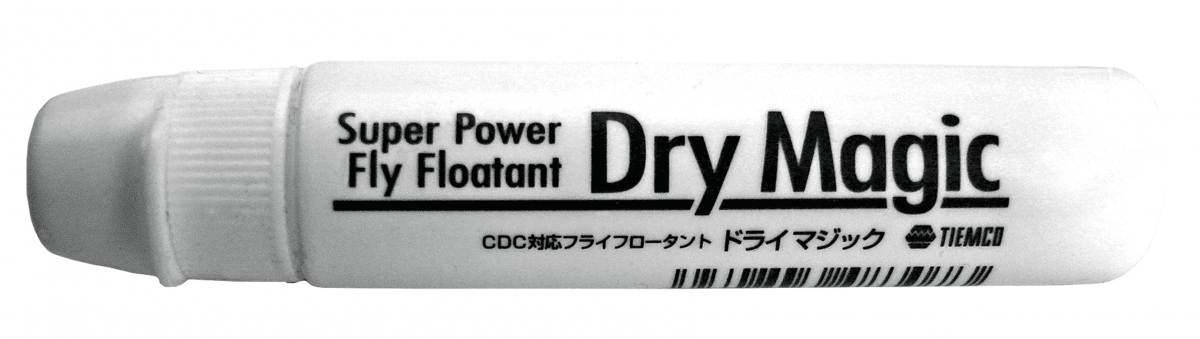 Super Power
Fly Floatant
Dry Magic
CDC対応フライフロータント ドライマジック TIEMCO